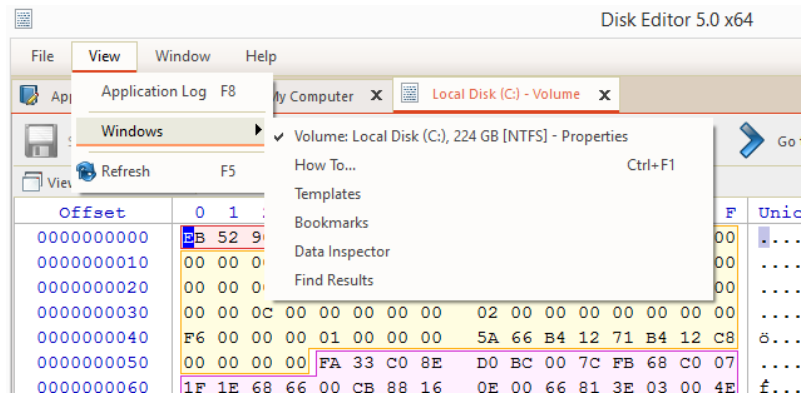 Disk Editor 5.0 x64
File View Window Help
Application Log F8
My Computer X
Local Disk (C:) - Volume X
Windows
Volume: Local Disk (C:), 224 GB [NTFS] - Properties
How To... Ctrl+F1
Templates
Bookmarks
Data Inspector
Find Results
Refresh F5
Offset 0 1 F
0000000000 EB 52 00
0000000010 00 00 00
0000000020 00 00 00
0000000030 00 00 0C 00 00 00 00 00 02 00 00 00 00 00 00 00
0000000040 F6 00 00 00 01 00 00 00 5A 66 B4 12 71 B4 12 C8 ö...
0000000050 00 00 00 00 FA 33 C0 8E D0 BC 00 7C FB 68 C0 07 ....
0000000060 1F 1E 68 66 00 CB 88 16 0E 00 66 81 3E 03 00 4E